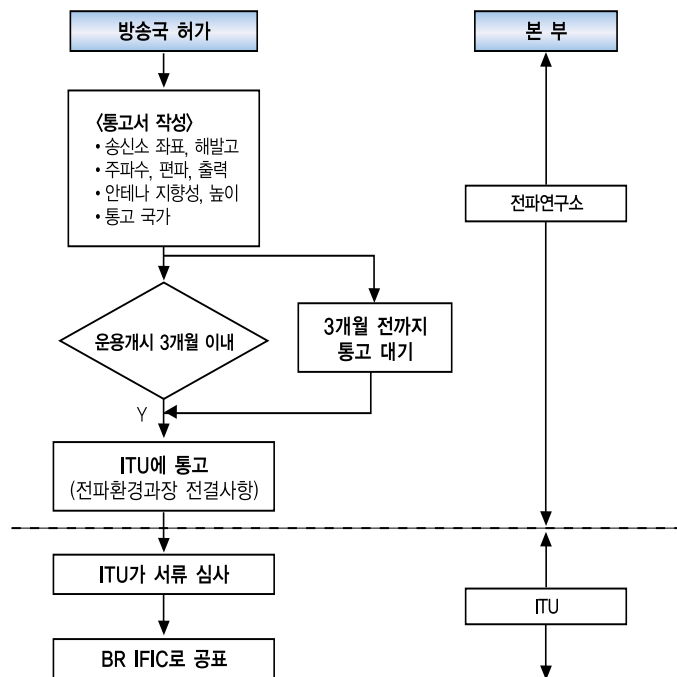 방송국 허가
본 부
〈통고서 작성〉
• 송신소 좌표, 해발고
• 주파수, 편파, 출력
• 안테나 지향성, 높이
• 통고 국가
전파연구소
운용개시 3개월 이내
3개월 전까지
통고 대기
Y
ITU에 통고
(전파환경과장 전결사항)
ITU가 서류 심사
ITU
BR IFIC로 공표